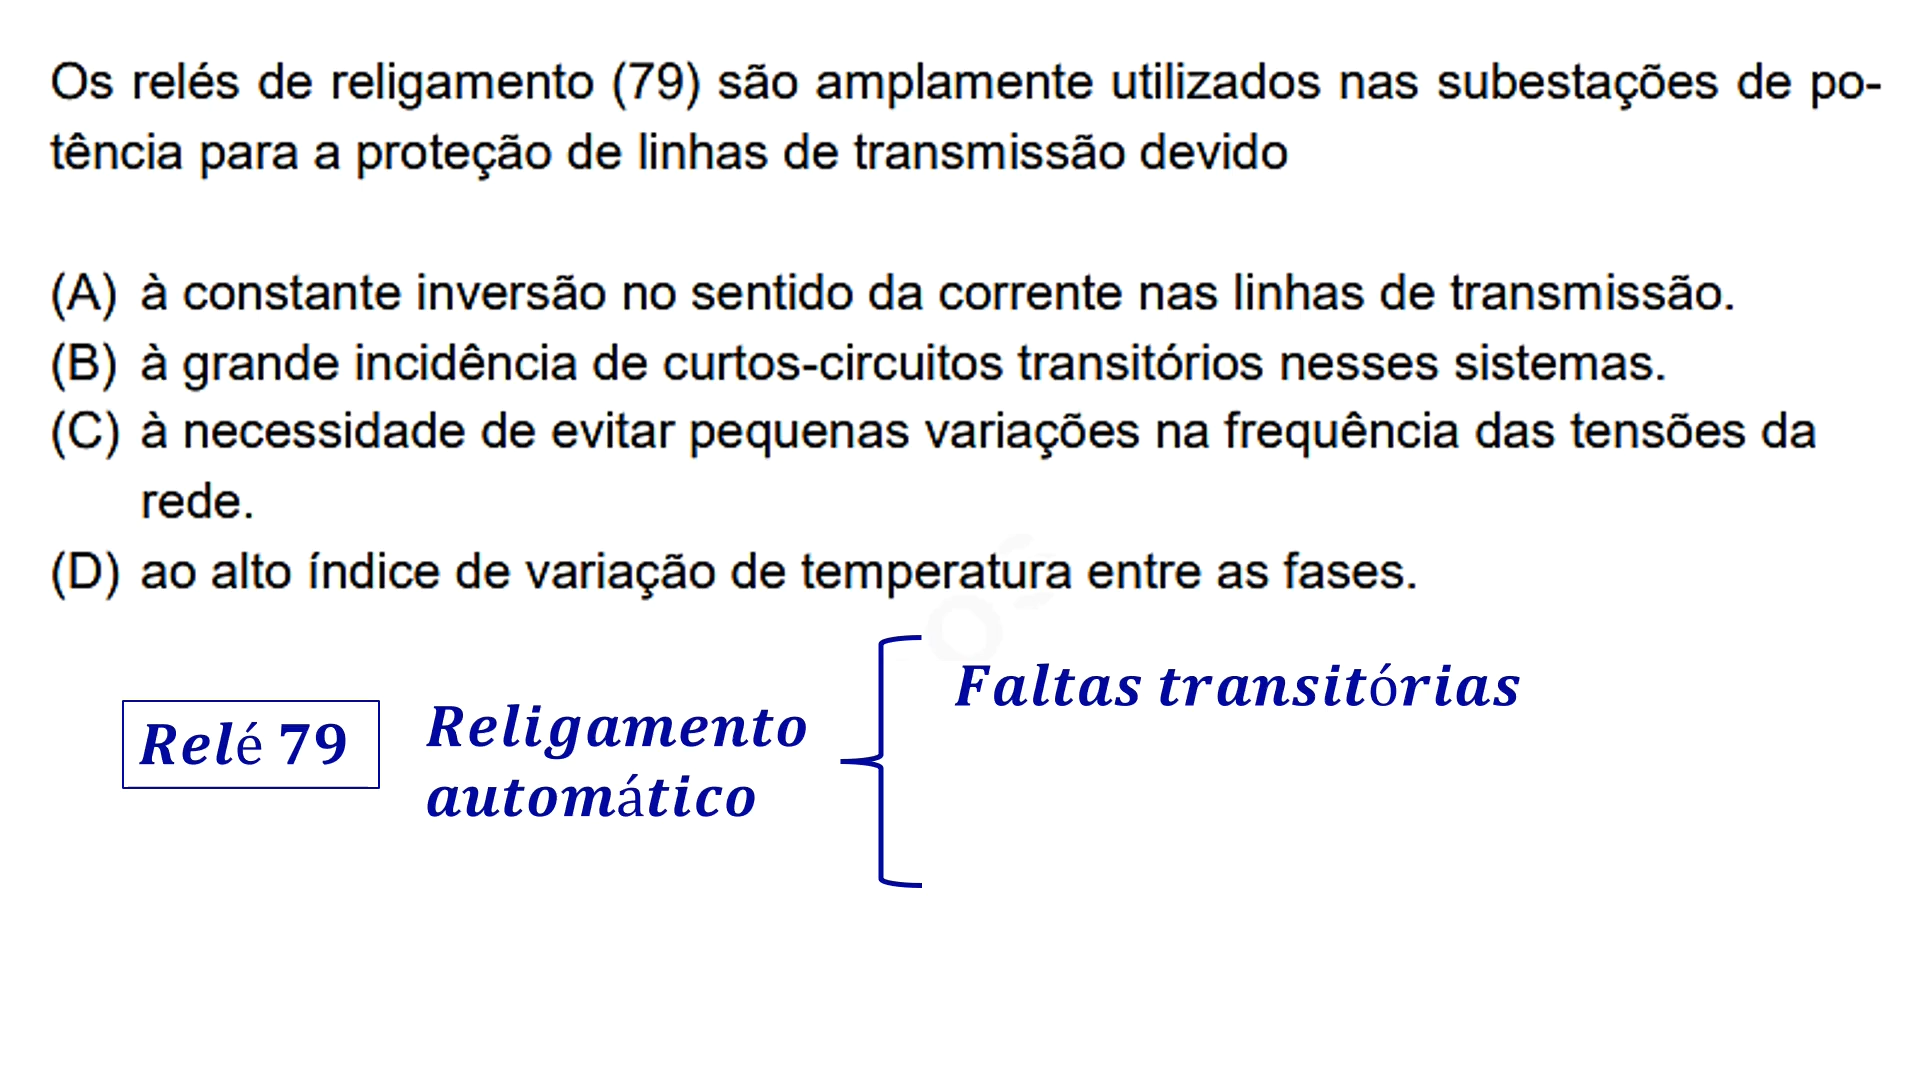 Os relés de religamento (79) são amplamente utilizados nas subestações de po-
tência para a proteção de linhas de transmissão devido
(A) à constante inversão no sentido da corrente nas linhas de transmissão.
(B) à grande incidência de curtos-circuitos transitórios nesses sistemas.
(C) à necessidade de evitar pequenas variações na frequência das tensões da
rede.
(D) ao alto índice de variação de temperatura entre as fases.
Relé 79
Religamento
automático
Faltas transitórias